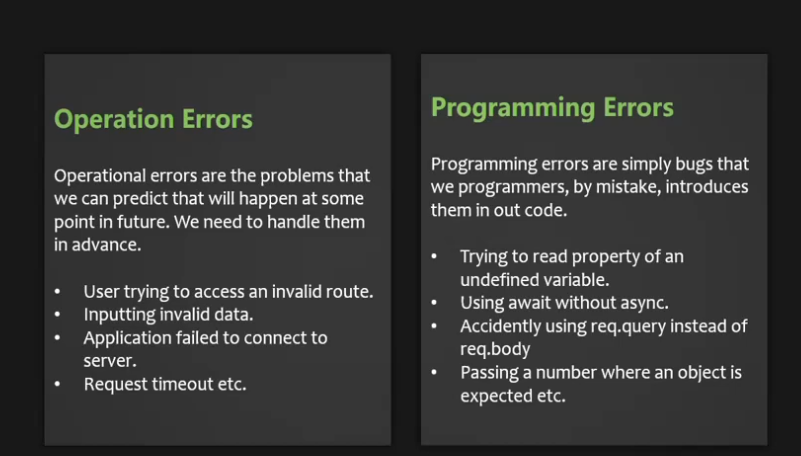 Operation Errors
Operational errors are the problems that
we can predict that will happen at some
point in future. We need to handle them
in advance.
• User trying to access an invalid route.
• Inputting invalid data.
• Application failed to connect to
server.
• Request timeout etc.
Programming Errors
Programming errors are simply bugs that
we programmers, by mistake, introduces
them in out code.
• Trying to read property of an
undefined variable.
• Using await without async.
• Accidently using req.query instead of
req.body
• Passing a number where an object is
expected etc.